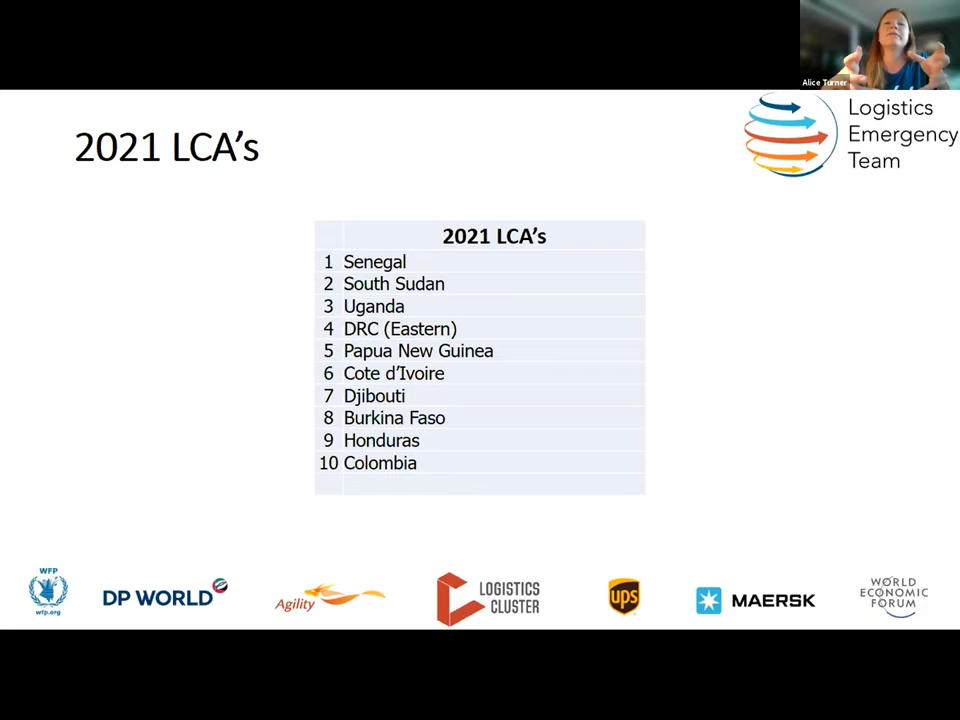 Alice Turner
Logistics
Emergency
Team
2021 LCA's
2021 LCA's
1 Senegal
2 South Sudan
3 Uganda
4 DRC (Eastern)
5 Papua New Guinea
6 Cote d'Ivoire
7 Djibouti
8 Burkina Faso
9 Honduras
10 Colombia
WFP
wfp.org
DP WORLD
Agility
LOGISTICS
CLUSTER
ups
MAERSK
WORLD
ECONOMIC
FORUM